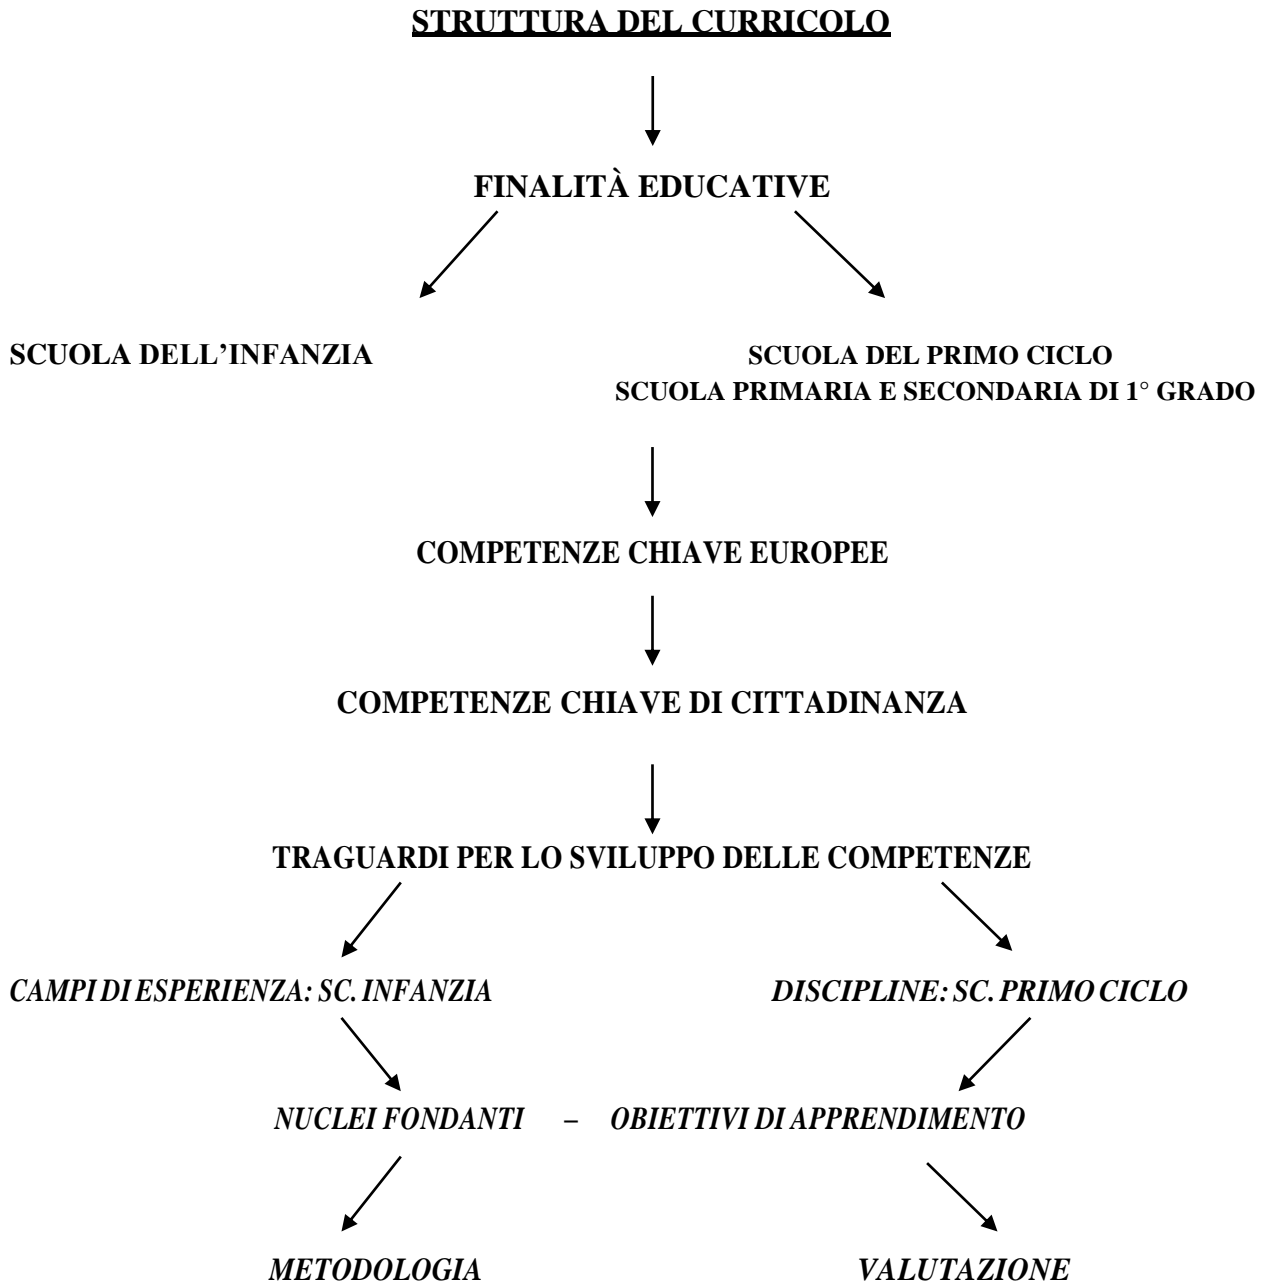 STRUTTURA DEL CURRICOLO
FINALITÀ EDUCATIVE
SCUOLA DELL’INFANZIA
SCUOLA DEL PRIMO CICLO
SCUOLA PRIMARIA E SECONDARIA DI 1° GRADO
COMPETENZE CHIAVE EUROPEE
COMPETENZE CHIAVE DI CITTADINANZA
TRAGUARDI PER LO SVILUPPO DELLE COMPETENZE
CAMPI DI ESPERIENZA: SC. INFANZIA
DISCIPLINE: SC. PRIMO CICLO
NUCLEI FONDANTI – OBIETTIVI DI APPRENDIMENTO
METODOLOGIA
VALUTAZIONE